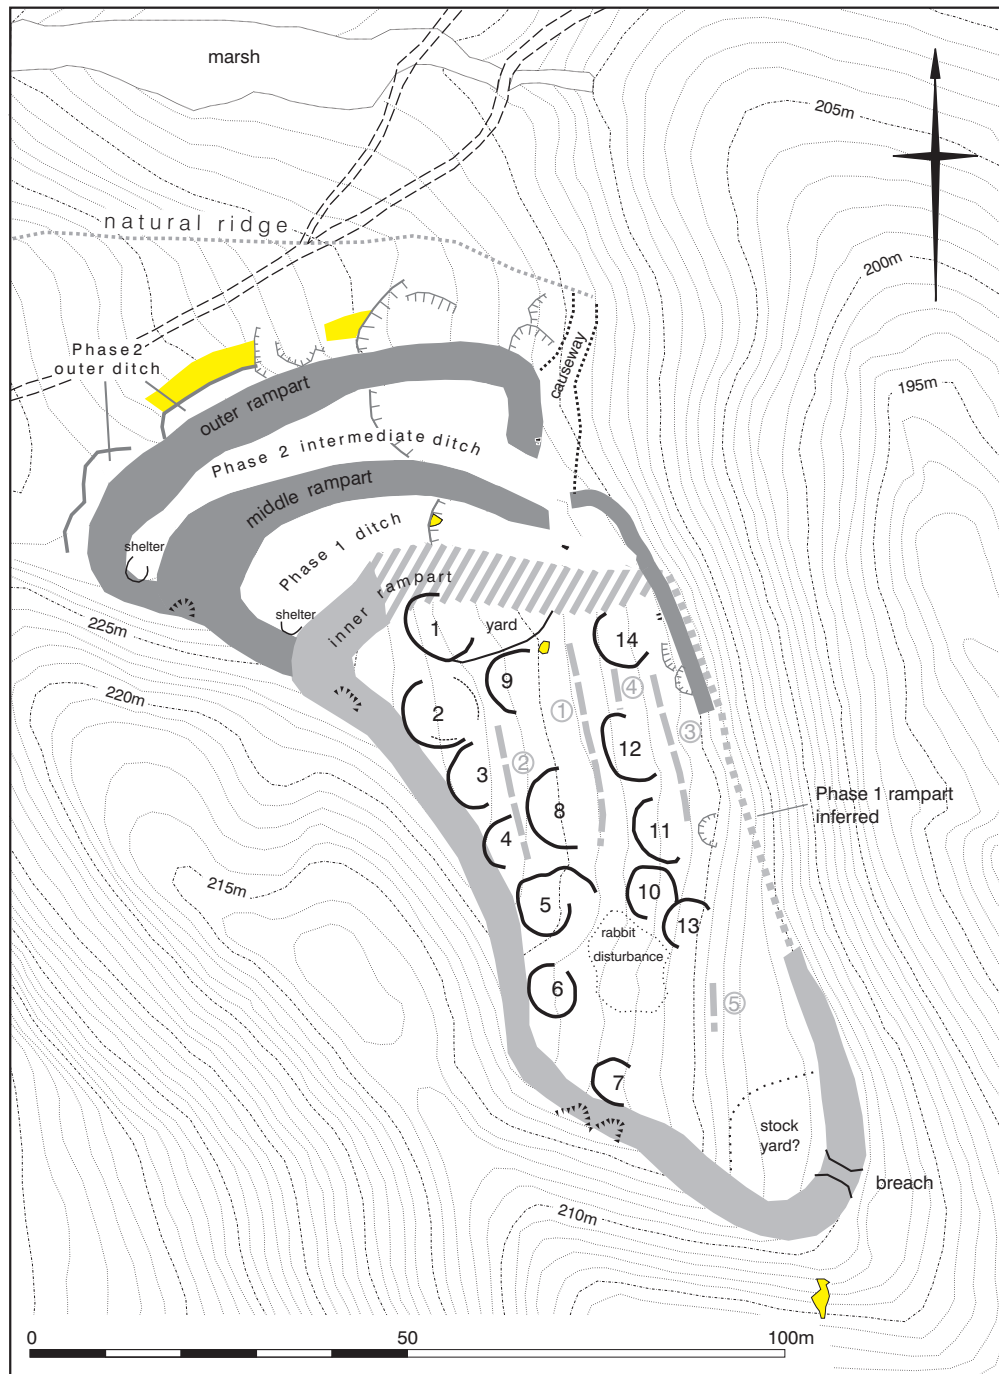 marsh
205m
natural ridge
200m
causeway
Phase2
outer ditch
outer rampart
195m
Phase 2 intermediate ditch
middle rampart
Phase 1 ditch
shelter
inner rampart
shelter
225m
1
yard
14
9
4
220m
2
1
3
12
3
2
Phase 1 rampart
inferred
8
11
4
215m
10
5
13
rabbit
disturbance
6
5
7
stock
yard?
breach
210m
0
50
100m